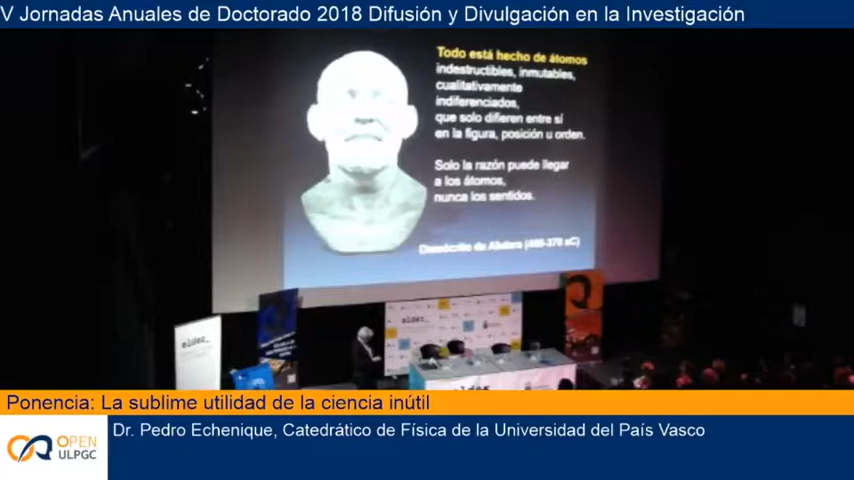 V Jornadas Anuales de Doctorado 2018 Difusión y Divulgación en la Investigación
Todo está hecho de átomos
indestructibles, inmutables,
cualitativamente
indiferenciados,
que solo difieren entre sí
en la figura, posición u orden.
Solo la razón puede llegar
a los átomos,
nunca los sentidos.
Demócrito de Abdera
elder_
elder_
Ponencia: La sublime utilidad de la ciencia inútil
OPEN
ULPGC
Dr. Pedro Echenique, Catedrático de Física de la Universidad del País Vasco